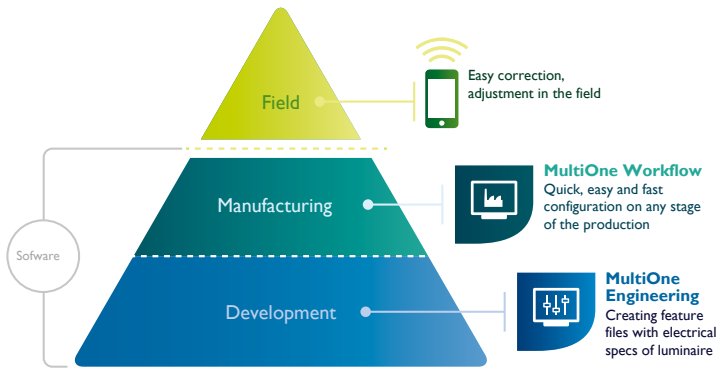 Field
Easy correction,
adjustment in the field
Manufacturing
MultiOne Workflow
Quick, easy and fast
configuration on any stage
of the production
Sofware
Development
MultiOne
Engineering
Creating feature
files with electrical
specs of luminaire